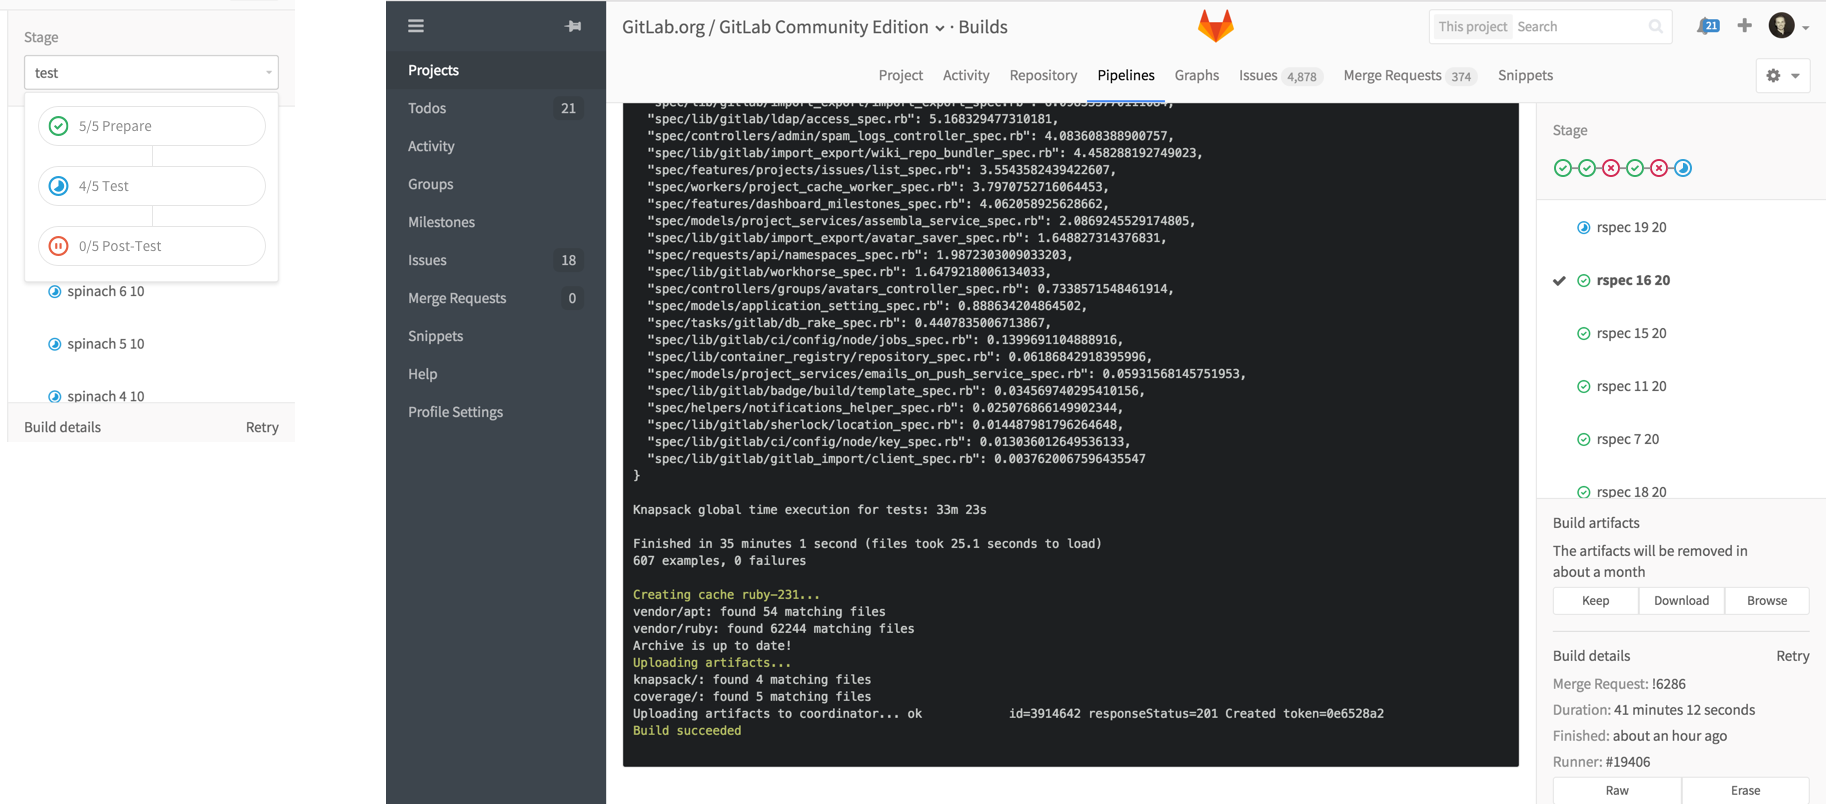 Stage
test
5/5 Prepare
4/5 Test
0/5 Post-Test
spinach 6 10
spinach 5 10
spinach 4 10
Build details Retry
Projects
Todos 21
Activity
Groups
Milestones
Issues 18
Merge Requests 0
Snippets
Help
Profile Settings
GitLab.org / GitLab Community Edition · Builds
This project Search
21
Project Activity Repository Pipelines Graphs Issues 4,878 Merge Requests 374 Snippets
"spec/lib/gitlab/import_export/import_export_spec.rb": 6.098555770111084,
"spec/lib/gitlab/ldap/access_spec.rb": 5.168329477310181,
"spec/controllers/admin/spam_logs_controller_spec.rb": 4.083608388900757,
"spec/lib/gitlab/import_export/wiki_repo_bundler_spec.rb": 4.458288192749023,
"spec/features/projects/issues/list_spec.rb": 3.5543582439422607,
"spec/workers/project_cache_worker_spec.rb": 3.7970752716064453,
"spec/features/dashboard_milestones_spec.rb": 4.062058925628662,
"spec/models/project_services/assembla_service_spec.rb": 2.0869245529174805,
"spec/lib/gitlab/import_export/avatar_saver_spec.rb": 1.648827314376831,
"spec/requests/api/namespaces_spec.rb": 1.9872303009033203,
"spec/lib/gitlab/workhorse_spec.rb": 1.6479218006134033,
"spec/controllers/groups/avatars_controller_spec.rb": 0.7338571548461914,
"spec/models/application_setting_spec.rb": 0.888634204864502,
"spec/tasks/gitlab/db_rake_spec.rb": 0.4407835006713867,
"spec/lib/gitlab/ci/config/node/jobs_spec.rb": 0.1399691104888916,
"spec/lib/container_registry/repository_spec.rb": 0.06186842918395996,
"spec/models/project_services/emails_on_push_service_spec.rb": 0.05931568145751953,
"spec/lib/gitlab/badge/build/template_spec.rb": 0.034569740295410156,
"spec/helpers/notifications_helper_spec.rb": 0.025076866149902344,
"spec/lib/gitlab/sherlock/location_spec.rb": 0.014487981796264648,
"spec/lib/gitlab/ci/config/node/key_spec.rb": 0.013036012649536133,
"spec/lib/gitlab/gitlab_import/client_spec.rb": 0.0037620067596435547
}
Knapsack global time execution for tests: 33m 23s
Finished in 35 minutes 1 second (files took 25.1 seconds to load)
607 examples, 0 failures
Creating cache ruby-231...
vendor/apt: found 54 matching files
vendor/ruby: found 62244 matching files
Archive is up to date!
Uploading artifacts...
knapsack/: found 4 matching files
coverage/: found 5 matching files
Uploading artifacts to coordinator... ok id=3914642 responseStatus=201 Created token=0e6528a2
Build succeeded
Stage
rspec 19 20
rspec 16 20
rspec 15 20
rspec 11 20
rspec 7 20
rspec 18 20
Build artifacts
The artifacts will be removed in
about a month
Keep Download Browse
Build details Retry
Merge Request: !6286
Duration: 41 minutes 12 seconds
Finished: about an hour ago
Runner: #19406
Raw Erase